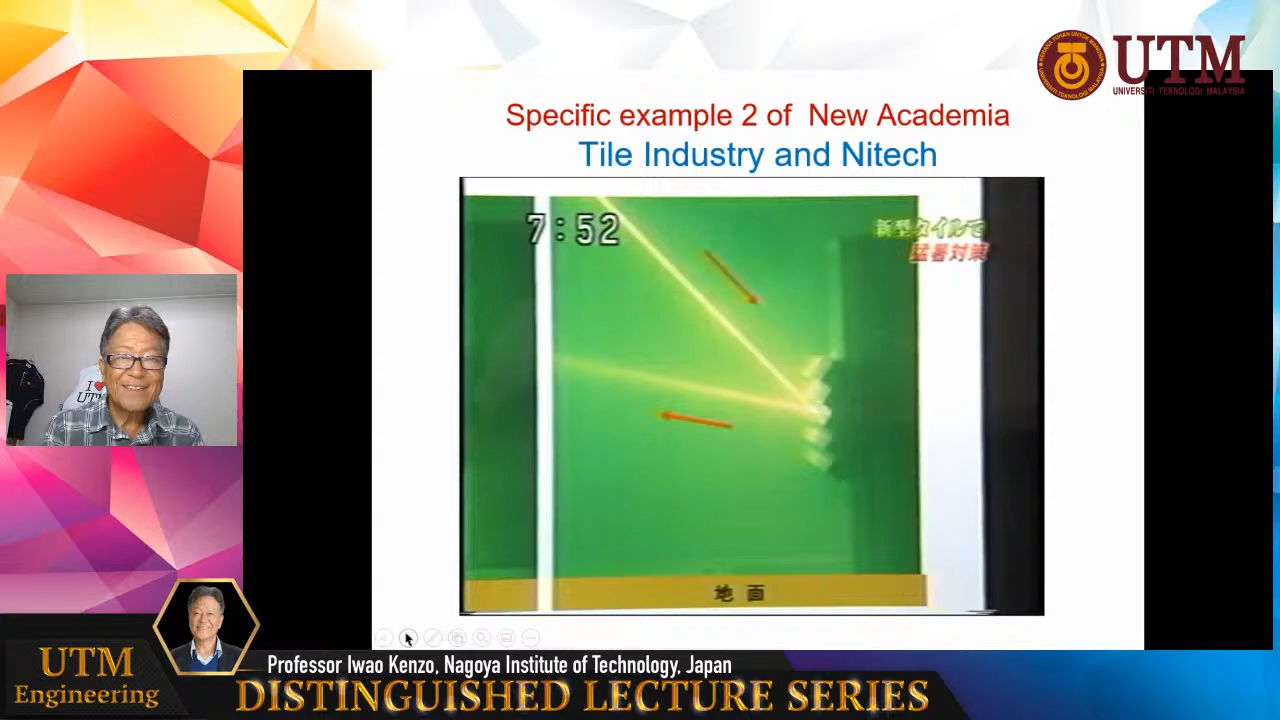 UTM
UNIVERSITI TEKNOLOGI MALAYSIA
Specific example 2 of New Academia
Tile Industry and Nitech
7:52
新型タイルで
猛暑対策
I ❤
UTM
地面
Professor Iwao Kenzo, Nagoya Institute of Technology, Japan
UTM
Engineering
DISTINGUISHED LECTURE SERIES